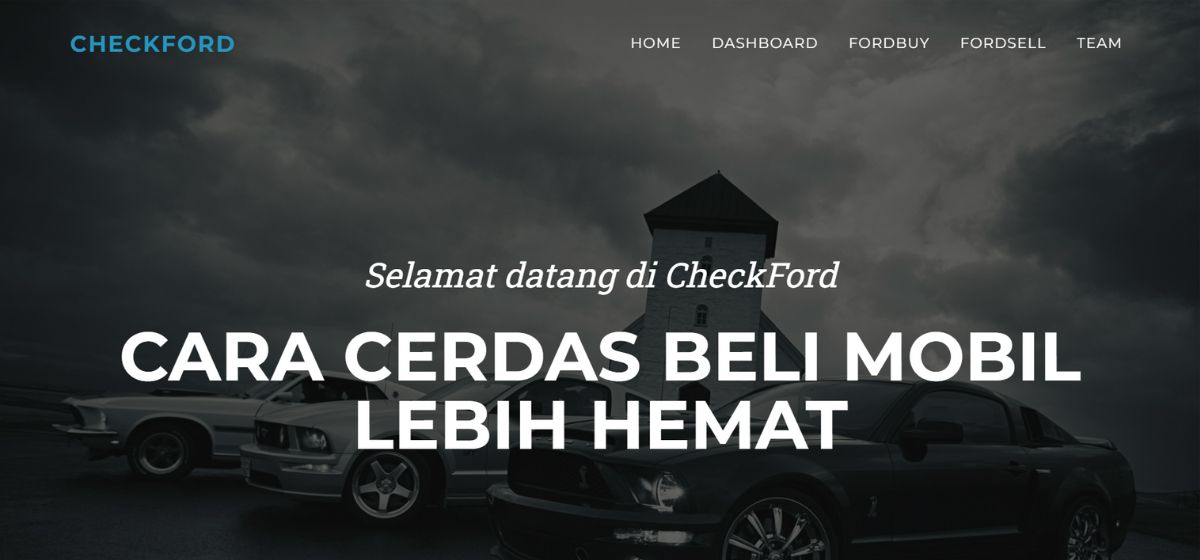 CHECKFORD
HOME DASHBOARD FORDBUY FORDSELL TEAM
Selamat datang di CheckFord
CARA CERDAS BELI MOBIL
LEBIH HEMAT